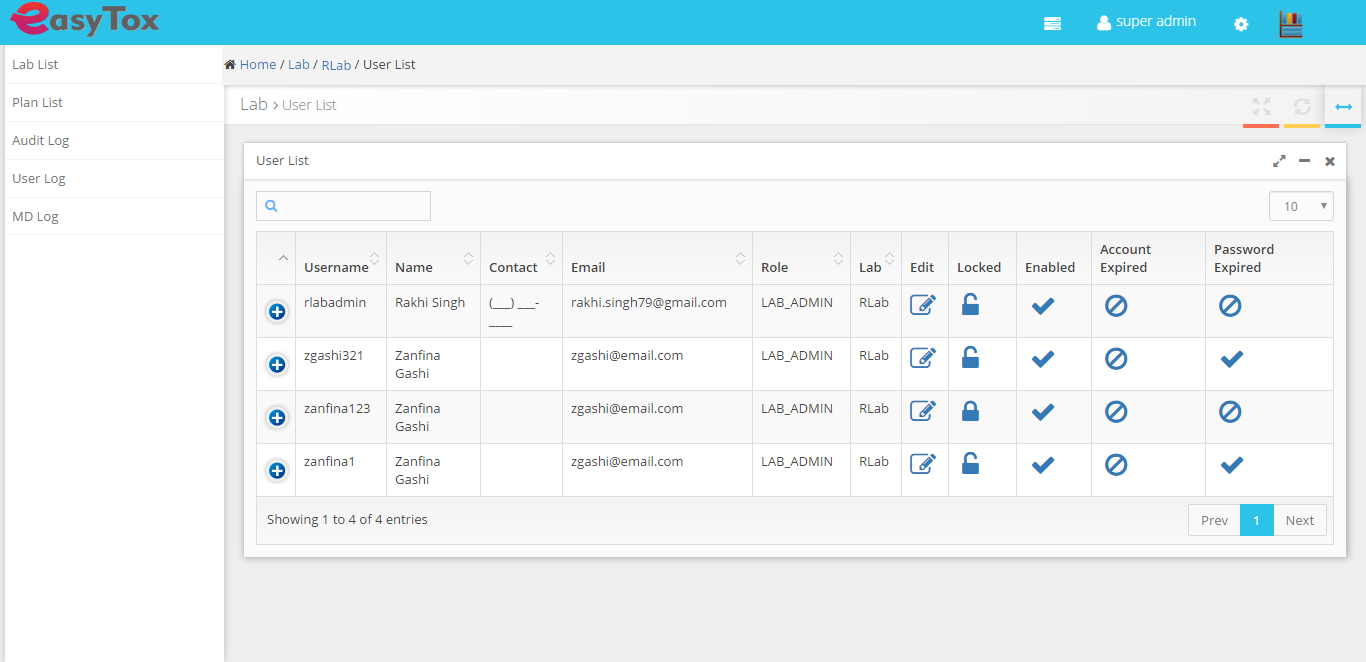 easyTox
super admin
Lab List
Plan List
Audit Log
User Log
MD Log
Home / Lab / RLab / User List
Lab › User List
User List
10
Username Name Contact Email Role Lab Edit Locked Enabled Account Expired Password Expired
rlabadmin Rakhi Singh (___) ___-____ rakhi.singh79@gmail.com LAB_ADMIN RLab
zgashi321 Zanfina Gashi zgashi@email.com LAB_ADMIN RLab
zanfina123 Zanfina Gashi zgashi@email.com LAB_ADMIN RLab
zanfina1 Zanfina Gashi zgashi@email.com LAB_ADMIN RLab
Showing 1 to 4 of 4 entries
Prev 1 Next